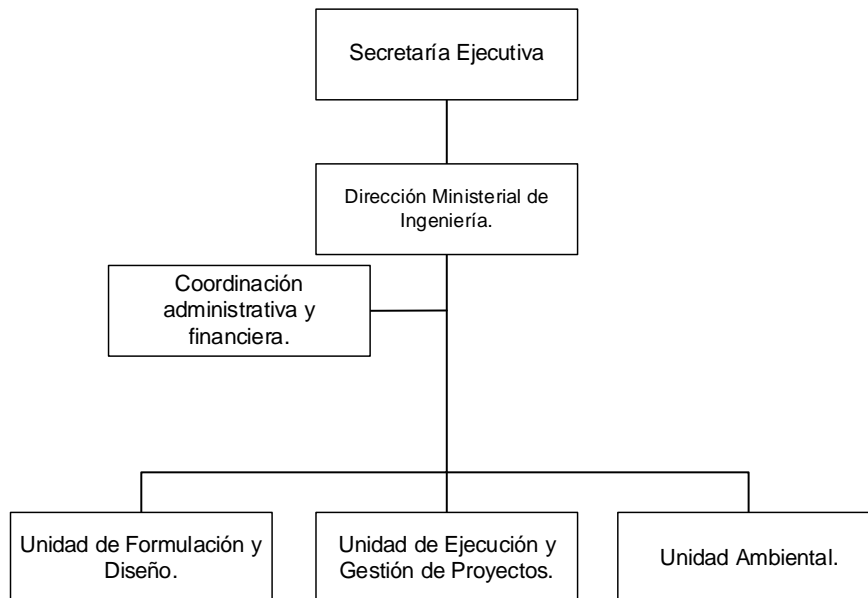 Secretaría Ejecutiva
Dirección Ministerial de
Ingeniería.
Coordinación
administrativa y
financiera.
Unidad de Formulación y
Diseño.
Unidad de Ejecución y
Gestión de Proyectos.
Unidad Ambiental.